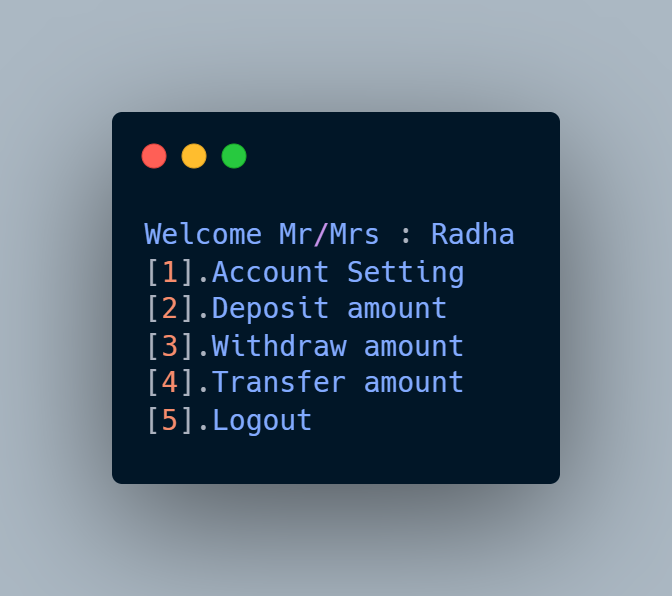 Welcome Mr/Mrs : Radha
[1].Account Setting
[2].Deposit amount
[3].Withdraw amount
[4].Transfer amount
[5].Logout